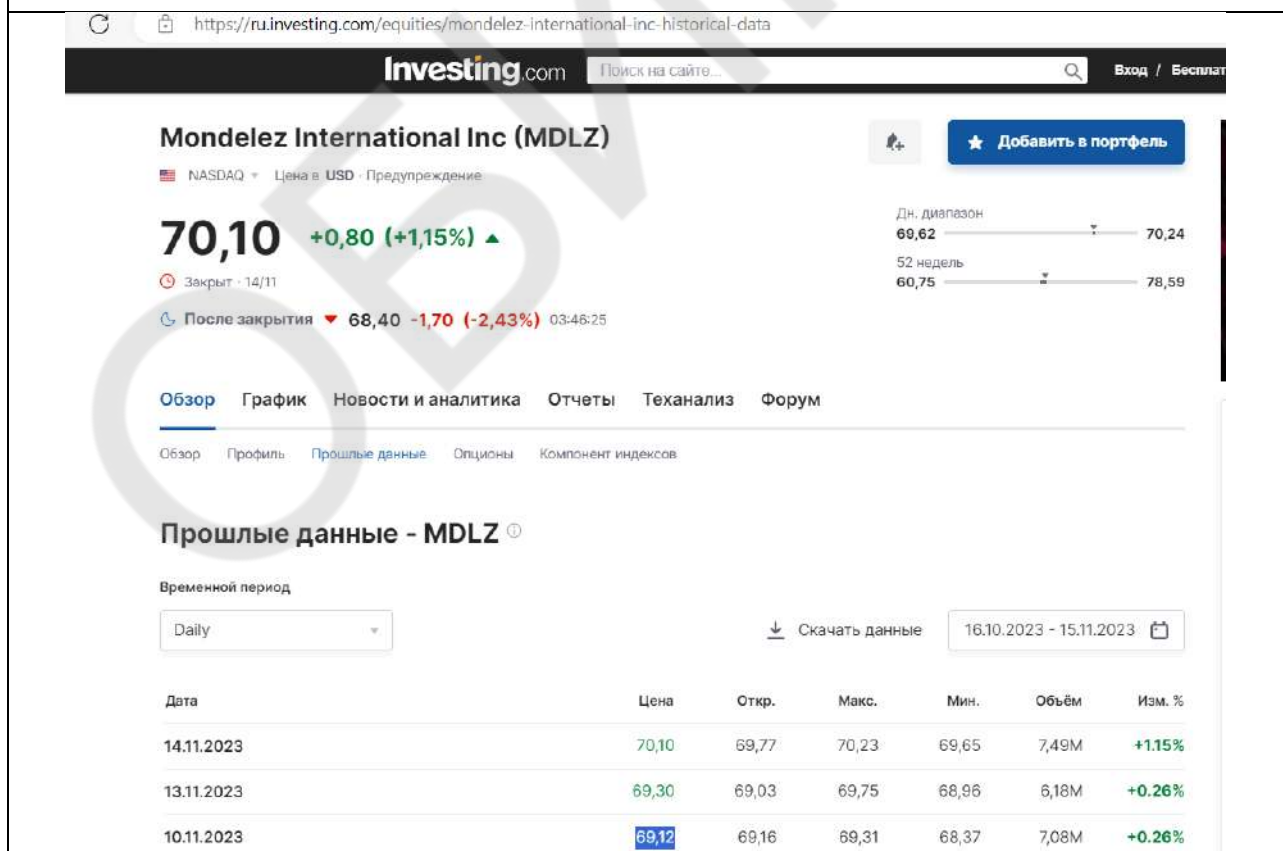 https://ru.investing.com/equities/mondelez-international-inc-historical-data
Investing.com Поиск на сайте... Вход / Бесплат
Mondelez International Inc (MDLZ) Добавить в портфель
NASDAQ Цена в USD · Предупреждение
70,10 +0,80 (+1,15%)
Дн. диапазон
69,62 70,24
52 недель
60,75 78,59
Закрыт · 14/11
После закрытия 68,40 -1,70 (-2,43%) 03:46:25
Обзор График Новости и аналитика Отчеты Теханализ Форум
Обзор Профиль Прошлые данные Опционы Компонент индексов
Прошлые данные - MDLZ
Временной период
Daily Скачать данные 16.10.2023 - 15.11.2023
Дата Цена Откр. Макс. Мин. Объём Изм. %
14.11.2023 70,10 69,77 70,23 69,65 7,49M +1.15%
13.11.2023 69,30 69,03 69,75 68,96 6,18M +0.26%
10.11.2023 69,12 69,16 69,31 68,37 7,08M +0.26%